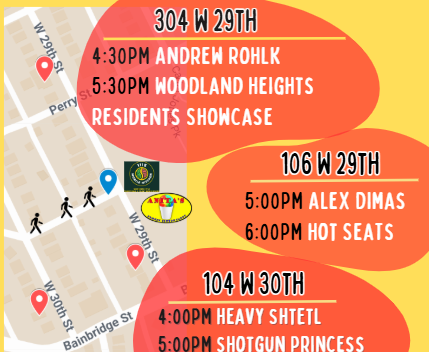 304 W 29TH
4:30PM ANDREW ROHLK
5:30PM WOODLAND HEIGHTS
RESIDENTS SHOWCASE
W 29th St
Perry St
106 W 29TH
5:00PM ALEX DIMAS
6:00PM HOT SEATS
ANITA'S
W 29th St
104 W 30TH
4:00PM HEAVY SHTETL
5:00PM SHOTGUN PRINCESS
W 30th St
Bainbridge St